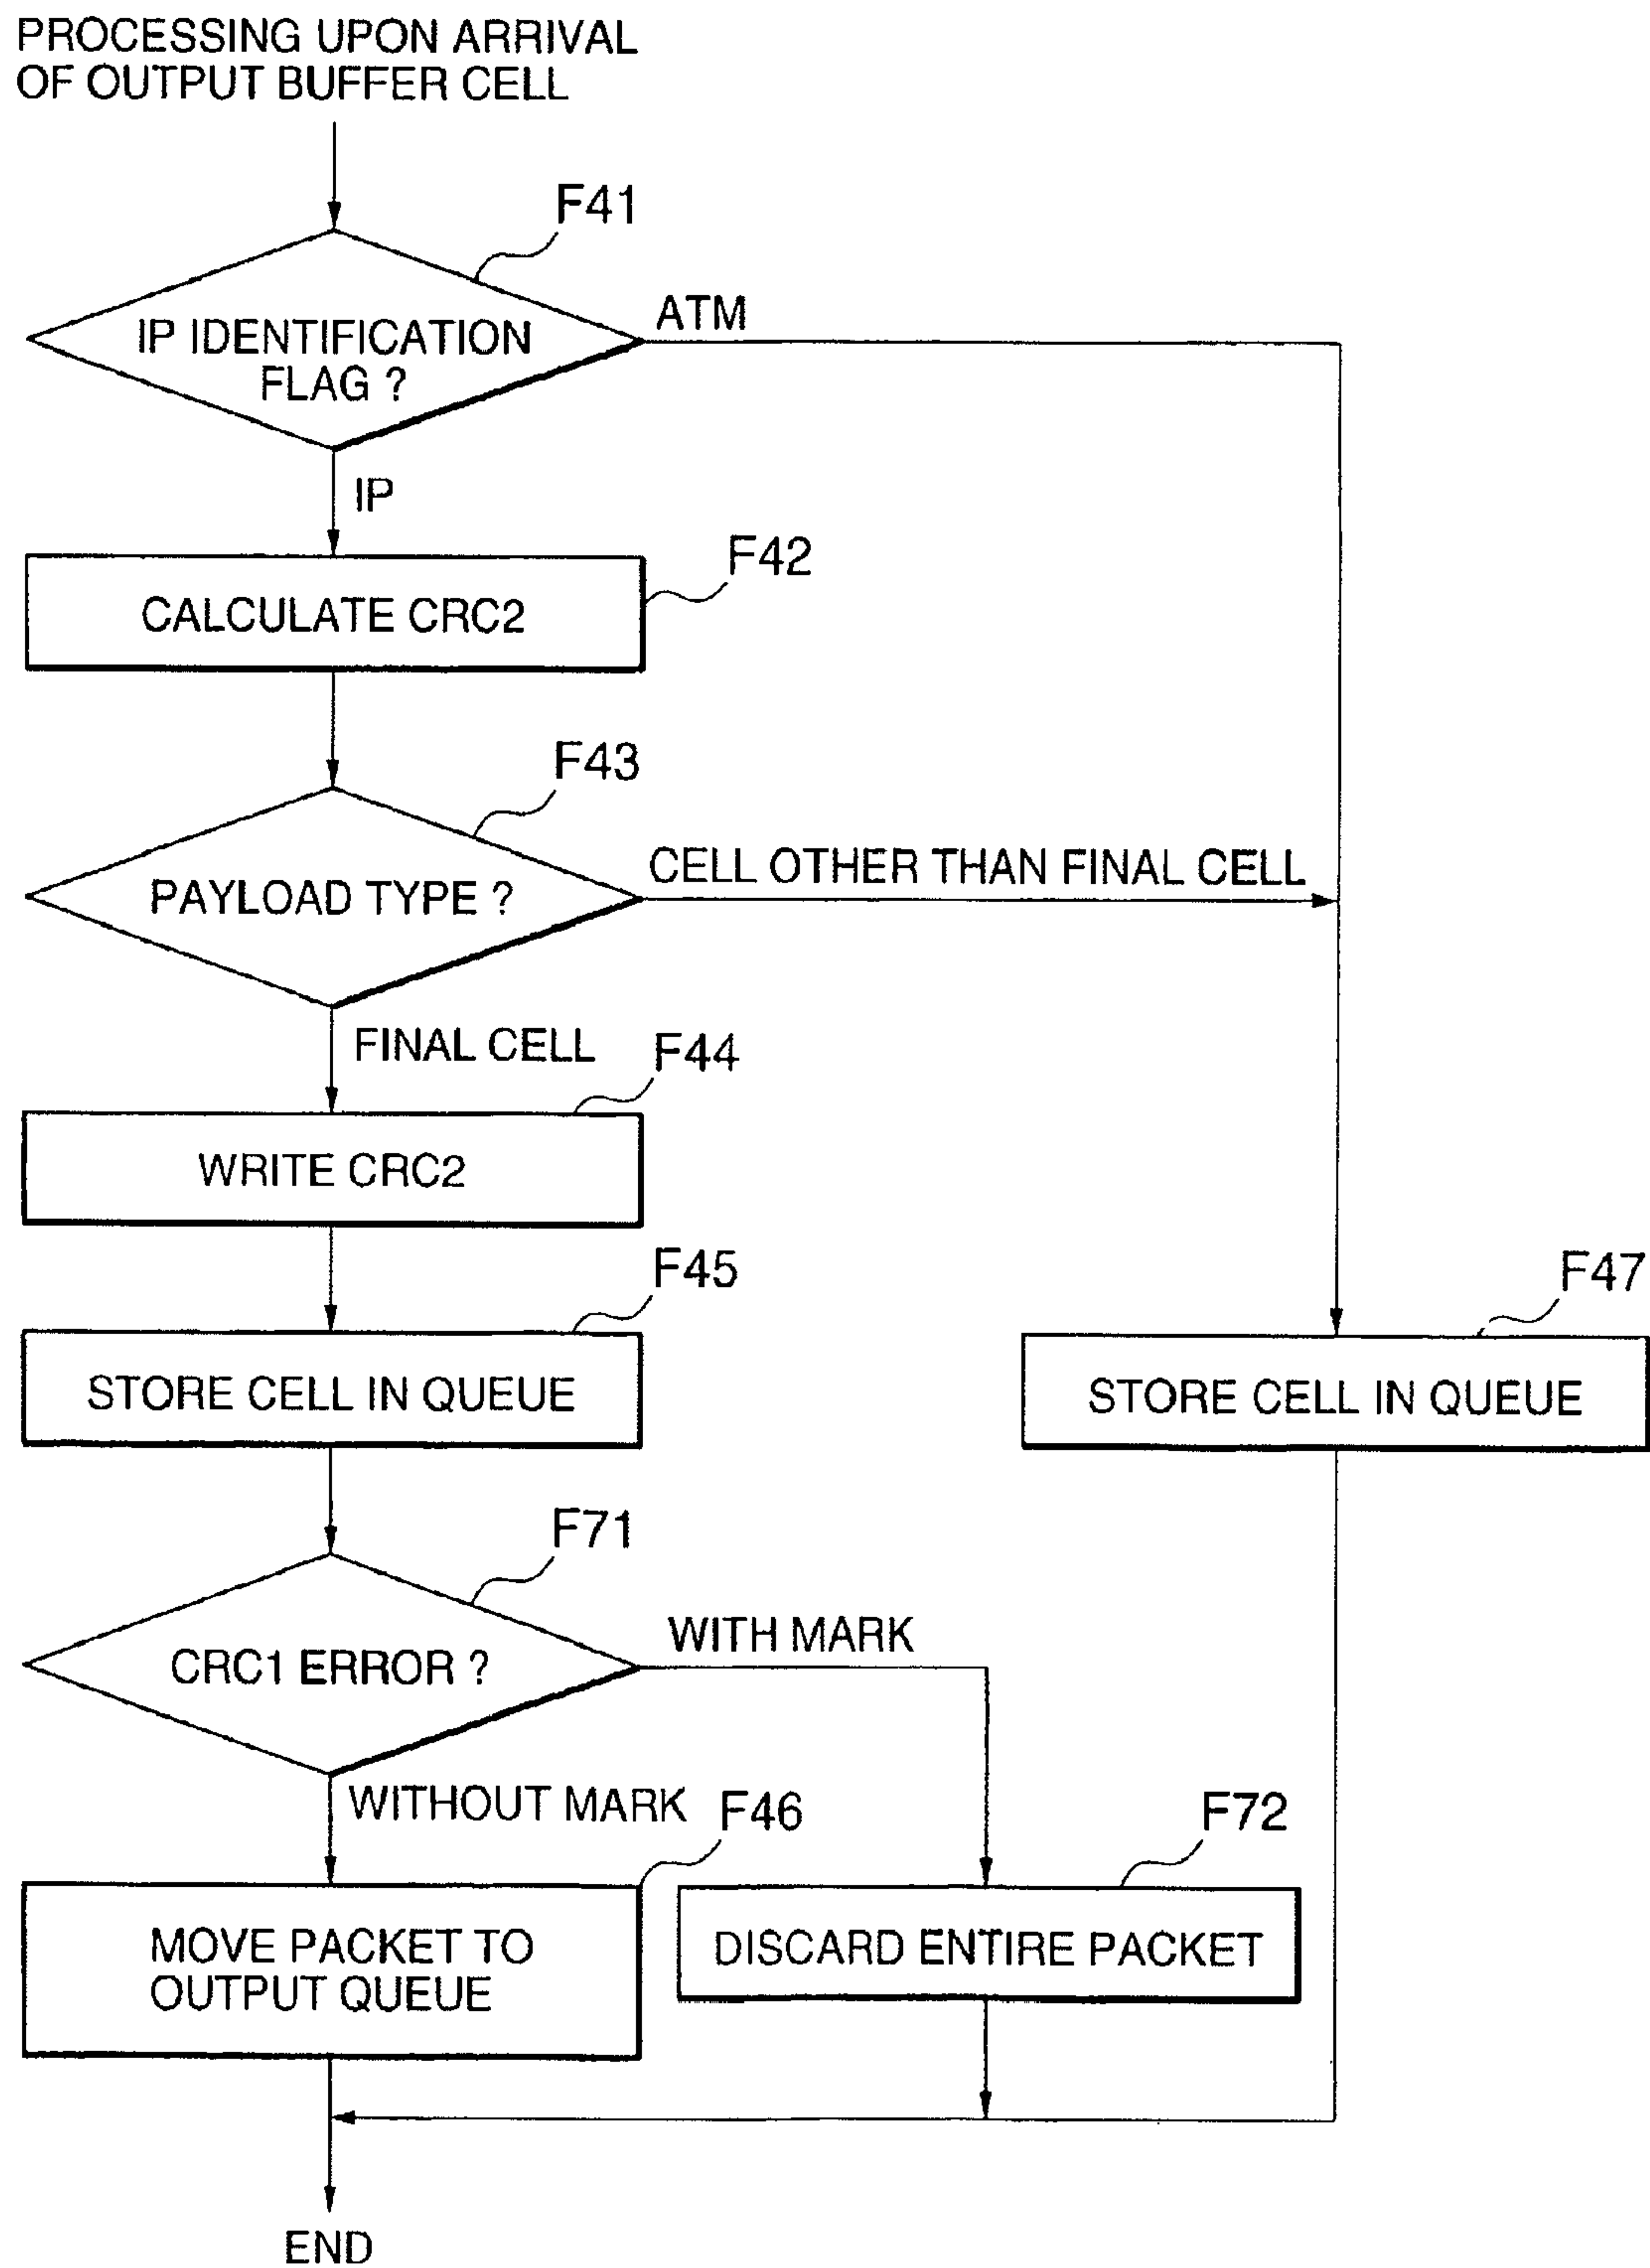 PROCESSING UPON ARRIVAL
OF OUTPUT BUFFER CELL
F41
IP IDENTIFICATION
FLAG ?
ATM
IP
F42
CALCULATE CRC2
F43
PAYLOAD TYPE ?
CELL OTHER THAN FINAL CELL
FINAL CELL
F44
WRITE CRC2
F45
STORE CELL IN QUEUE
F47
STORE CELL IN QUEUE
F71
CRC1 ERROR ?
WITH MARK
WITHOUT MARK
F46
MOVE PACKET TO
OUTPUT QUEUE
F72
DISCARD ENTIRE PACKET
END